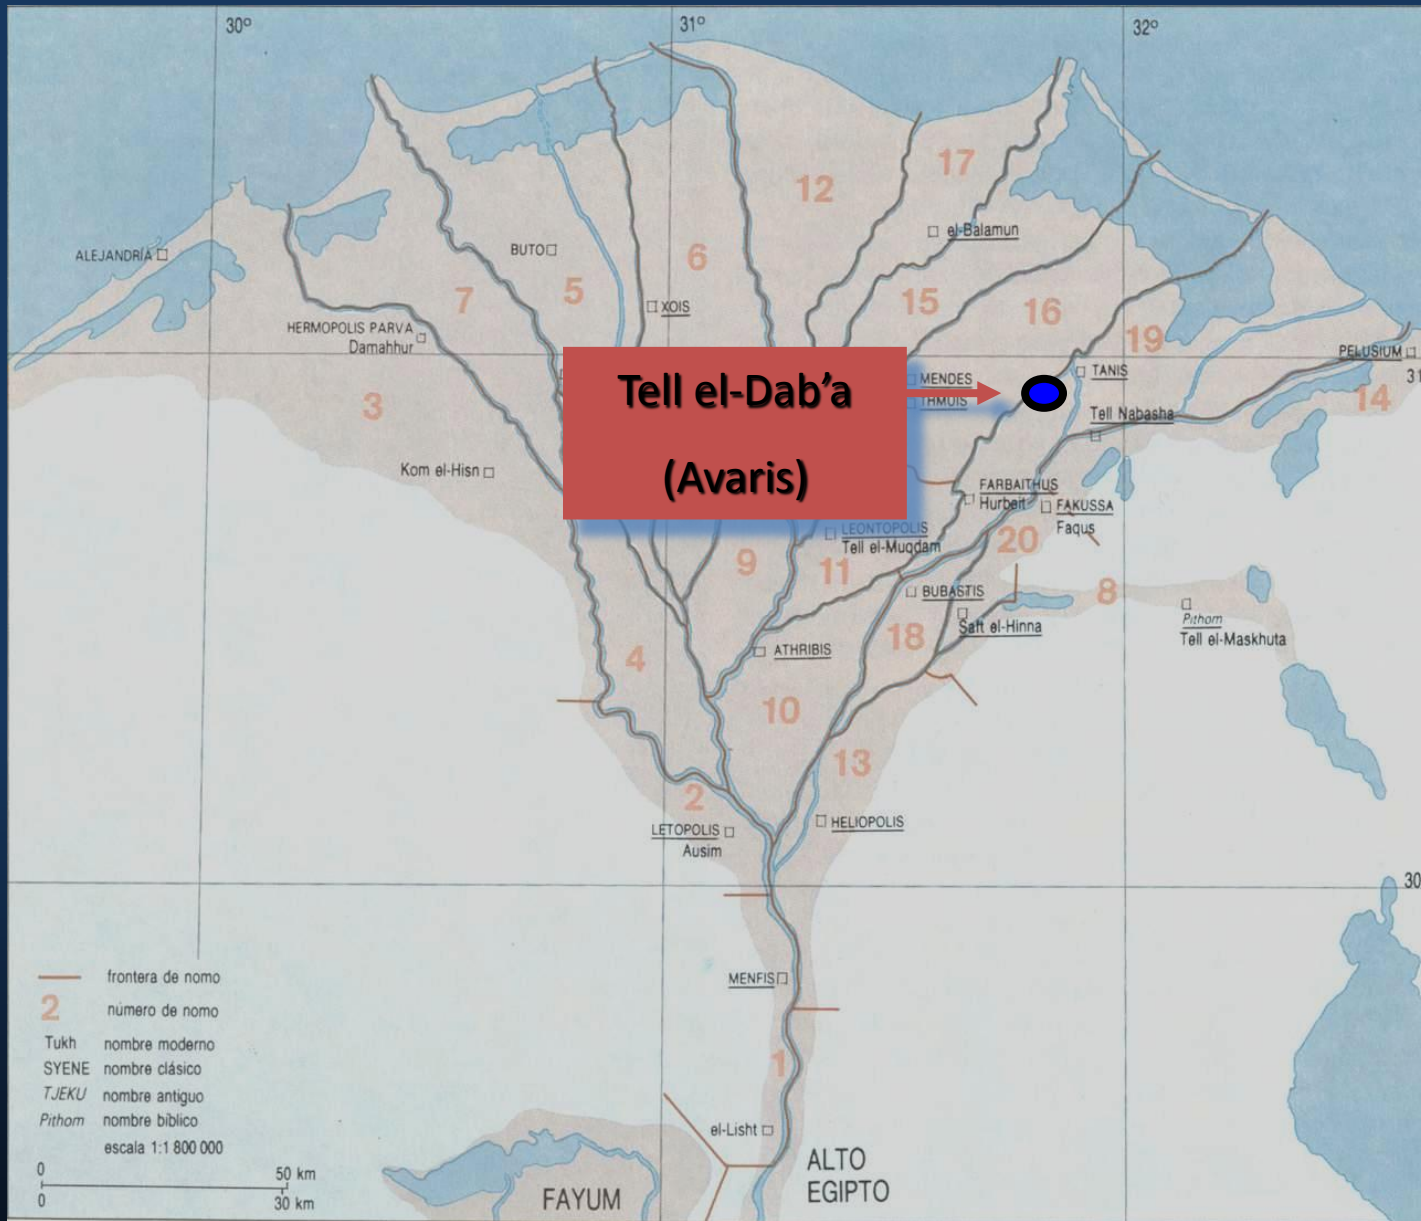 30º
31º
32º
ALEJANDRÍA
HERMOPOLIS PARVA
Damahhur
7
BUTO
5
XOIS
6
12
17
el-Balamun
15
16
19
PELUSIUM
31
14
3
Kom el-Hisn
Tell el-Dab’a
(Avaris)
MENDES
THMUIS
TANIS
Tell Nabasha
FARBAITHUS
Hurbeit
FAKUSSA
Faqus
20
LEONTOPOLIS
Tell el-Muqdam
9
11
BUBASTIS
Saft el-Hinna
8
Pithom
Tell el-Maskhuta
18
4
ATHRIBIS
10
13
2
LETOPOLIS
Ausim
HELIOPOLIS
30
MENFIS
1
el-Lisht
ALTO
EGIPTO
FAYUM
frontera de nomo
2 número de nomo
Tukh nombre moderno
SYENE nombre clásico
TJEKU nombre antiguo
Pithom nombre bíblico
escala 1:1 800 000
0 50 km
0 30 km